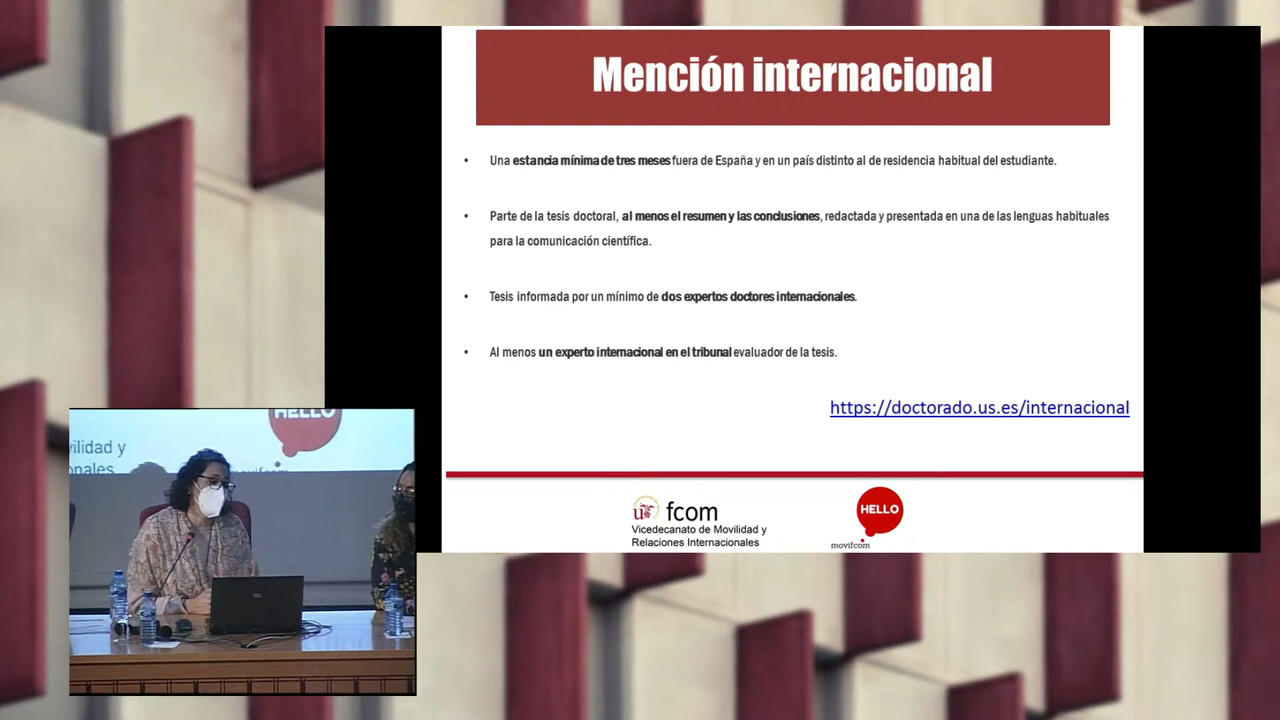 Mención internacional
• Una estancia mínima de tres meses fuera de España y en un país distinto al de residencia habitual del estudiante.
• Parte de la tesis doctoral, al menos el resumen y las conclusiones, redactada y presentada en una de las lenguas habituales
para la comunicación científica.
• Tesis informada por un mínimo de dos expertos doctores internacionales.
• Al menos un experto internacional en el tribunal evaluador de la tesis.
https://doctorado.us.es/internacional
fcom
Vicedecanato de Movilidad y
Relaciones Internacionales
HELLO
movifcom
HELLO
vilidad y
onales
movifcom